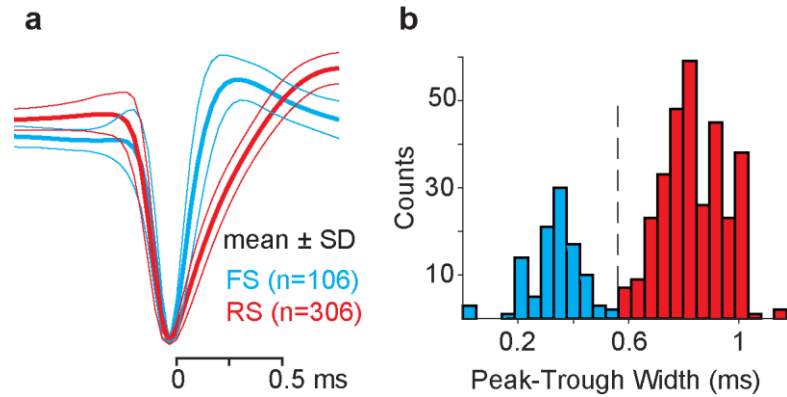 a
mean ± SD
FS (n=106)
RS (n=306)
0 0.5 ms
b
50
30
10
Counts
0.2 0.6 1
Peak-Trough Width (ms)